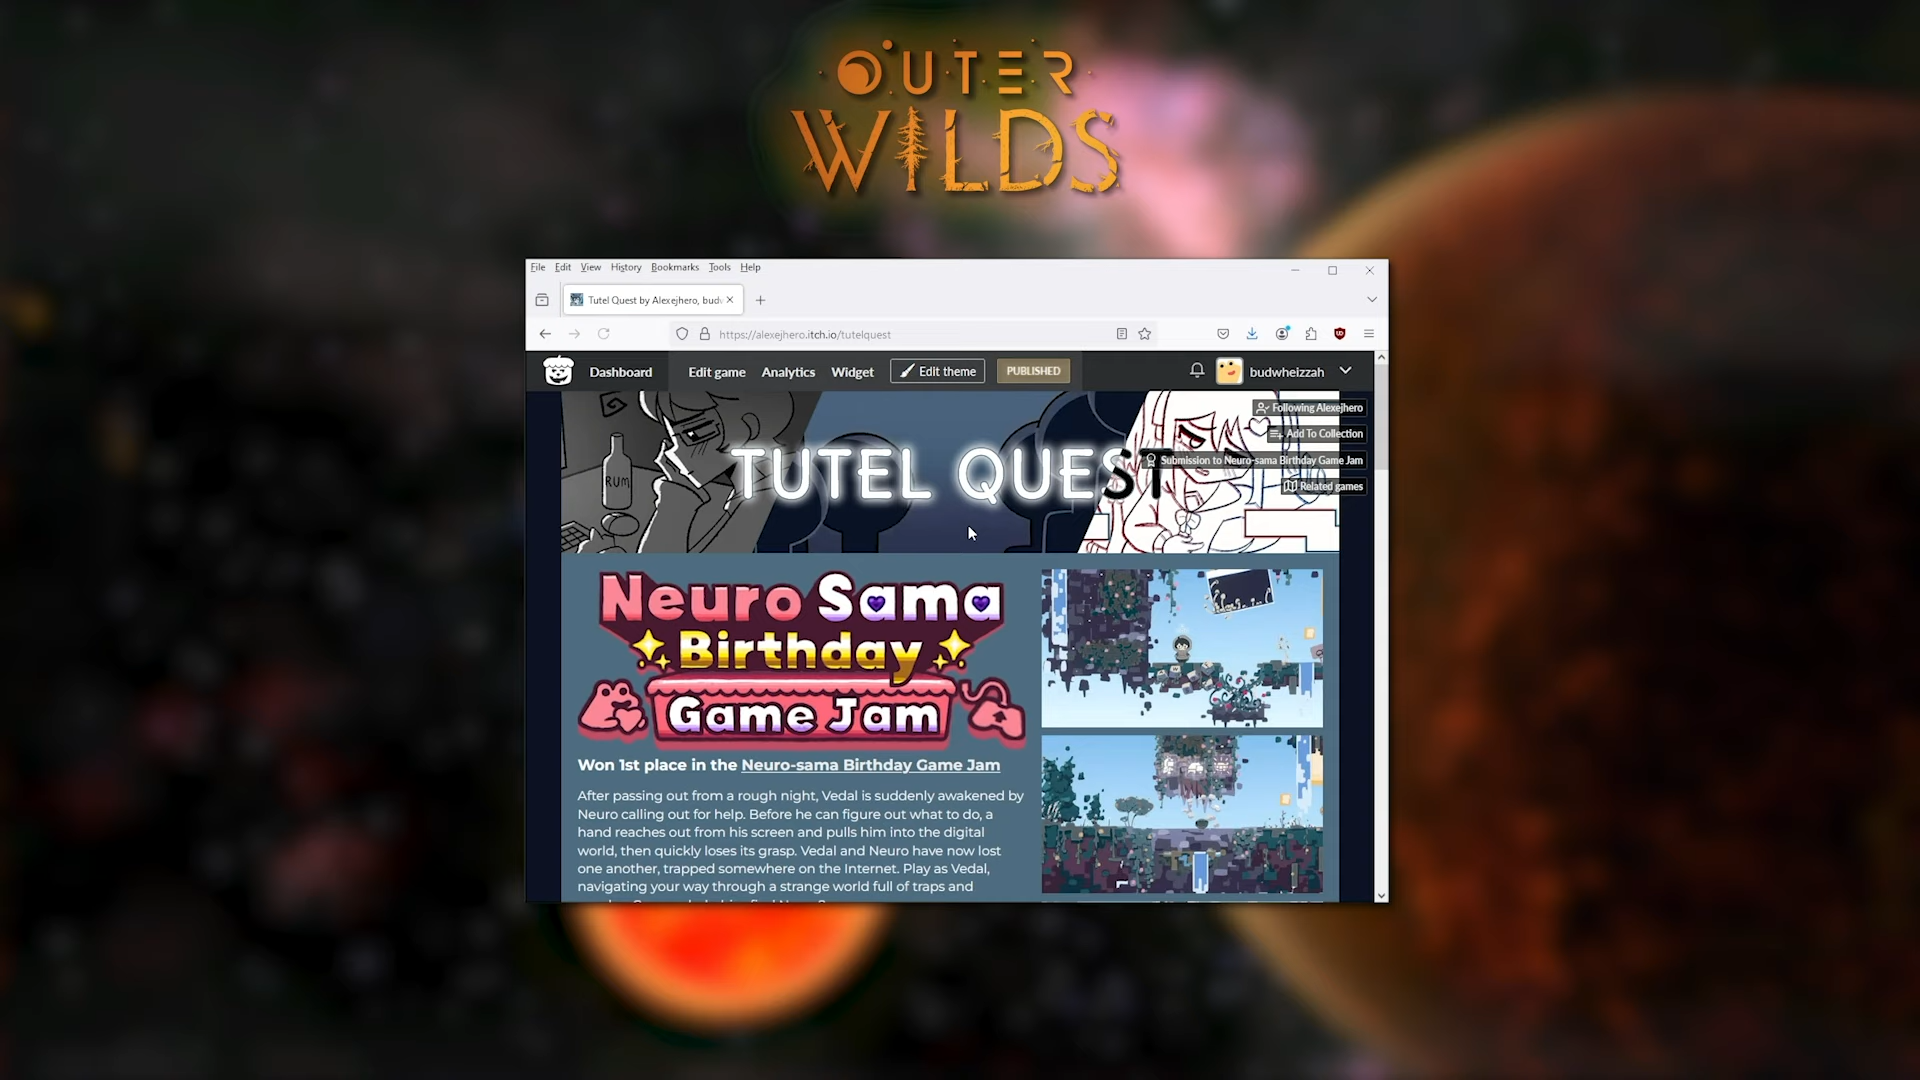 OUTER
WILDS
File Edit View History Bookmarks Tools Help
Tutel Quest by Alexejhero, budw
https://alexejhero.itch.io/tutelquest
Dashboard Edit game Analytics Widget Edit theme PUBLISHED budwheizzah
Following Alexejhero
Add To Collection
Submission to Neuro-sama Birthday Game Jam
Related games
RUM
TUTEL QUEST
Neuro Sama
Birthday
Game Jam
Won 1st place in the Neuro-sama Birthday Game Jam
After passing out from a rough night, Vedal is suddenly awakened by
Neuro calling out for help. Before he can figure out what to do, a
hand reaches out from his screen and pulls him into the digital
world, then quickly loses its grasp. Vedal and Neuro have now lost
one another, trapped somewhere on the Internet. Play as Vedal,
navigating your way through a strange world full of traps and